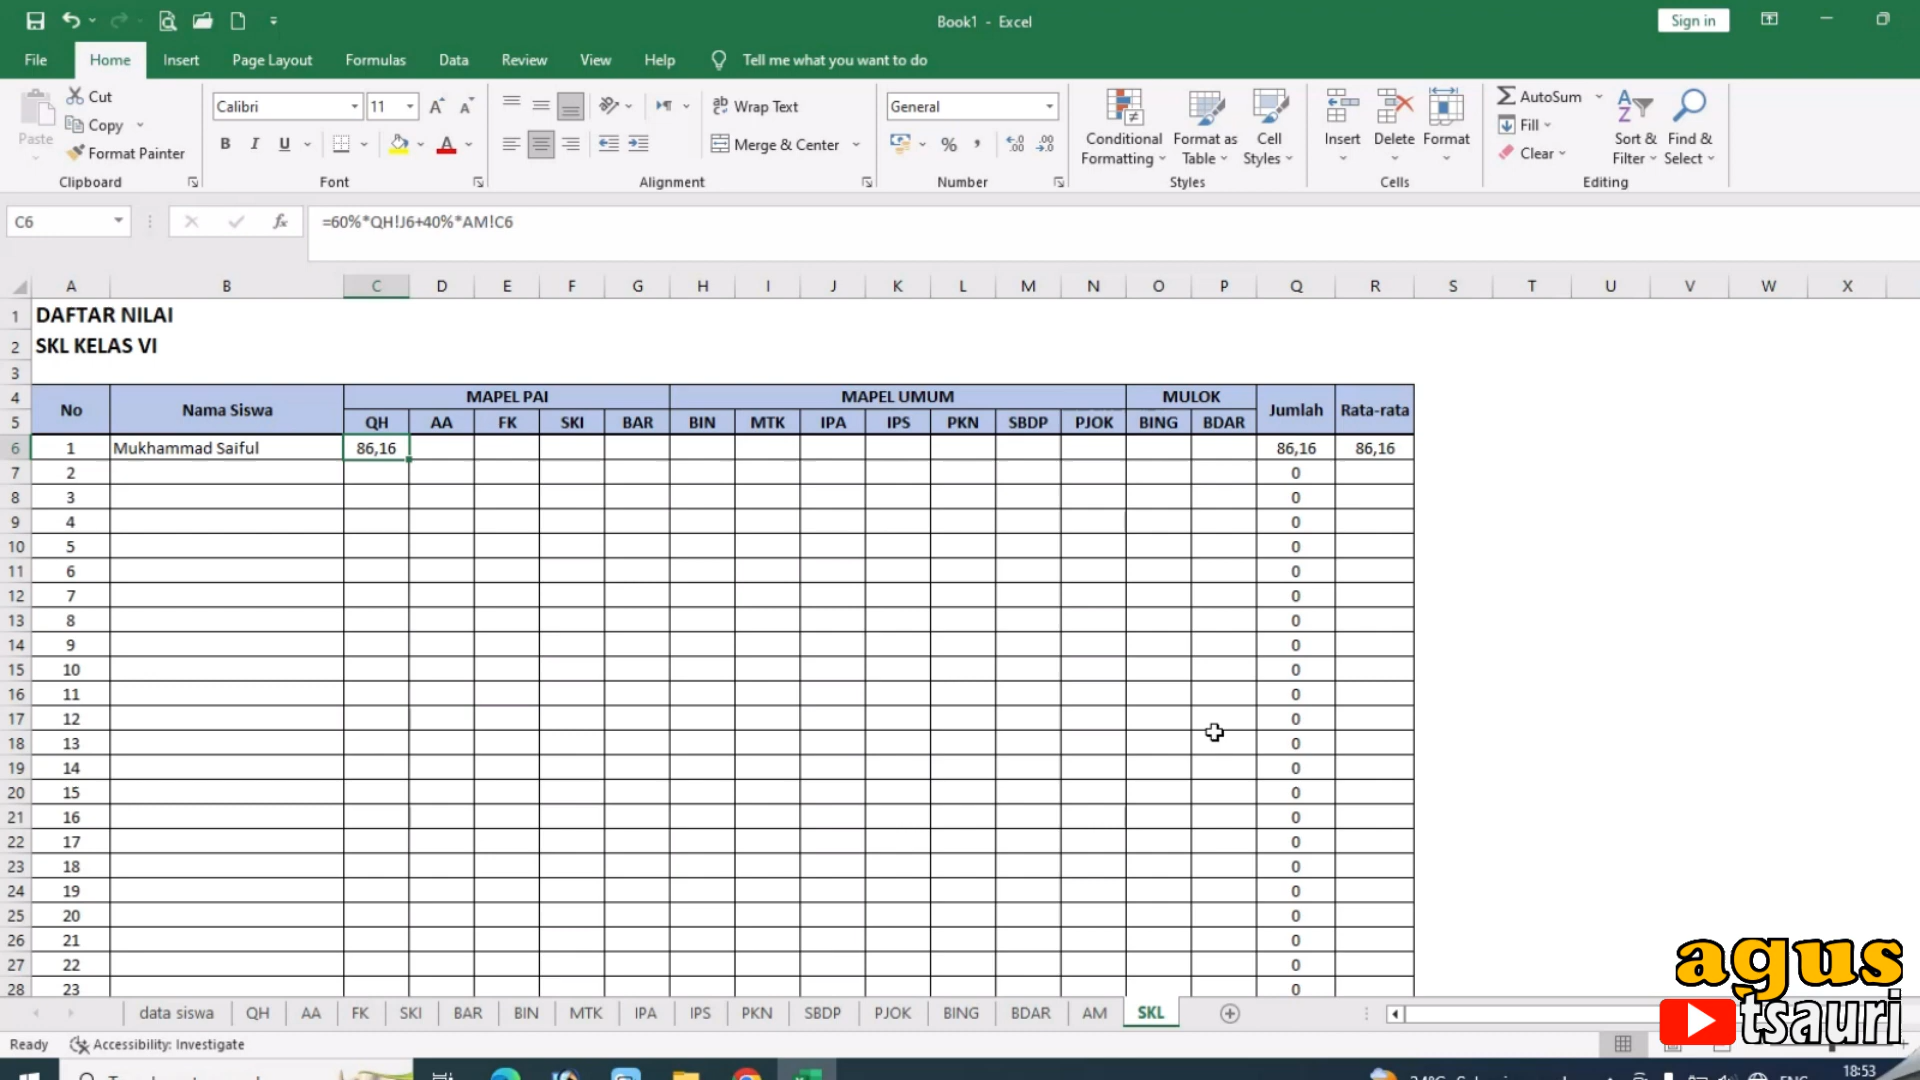 Book1 - Excel
Sign in
File Home Insert Page Layout Formulas Data Review View Help Tell me what you want to do
Paste
Cut
Copy
Format Painter
Clipboard
Calibri 11
B I U
Font
Wrap Text
Merge & Center
Alignment
General
%
Number
Conditional Formatting
Format as Table
Cell Styles
Styles
Insert Delete Format
Cells
AutoSum
Fill
Clear
Sort & Filter
Find & Select
Editing
C6 fx =60%*QH!J6+40%*AM!C6
A B C D E F G H I J K L M N O P Q R S T U V W X
1 DAFTAR NILAI
2 SKL KELAS VI
3
4 No Nama Siswa MAPEL PAI MAPEL UMUM MULOK Jumlah Rata-rata
5 QH AA FK SKI BAR BIN MTK IPA IPS PKN SBDP PJOK BING BDAR
6 1 Mukhammad Saiful 86,16 86,16 86,16
7 2 0
8 3 0
9 4 0
10 5 0
11 6 0
12 7 0
13 8 0
14 9 0
15 10 0
16 11 0
17 12 0
18 13 0
19 14 0
20 15 0
21 16 0
22 17 0
23 18 0
24 19 0
25 20 0
26 21 0
27 22 0
28 23 0
data siswa QH AA FK SKI BAR BIN MTK IPA IPS PKN SBDP PJOK BING BDAR AM SKL
Ready Accessibility: Investigate
agus
tsauri
18:53